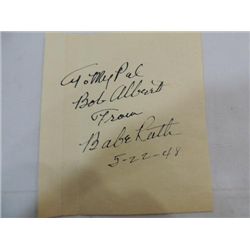 To My Pal
Bob Albert
From
Babe Ruth
5-22-48